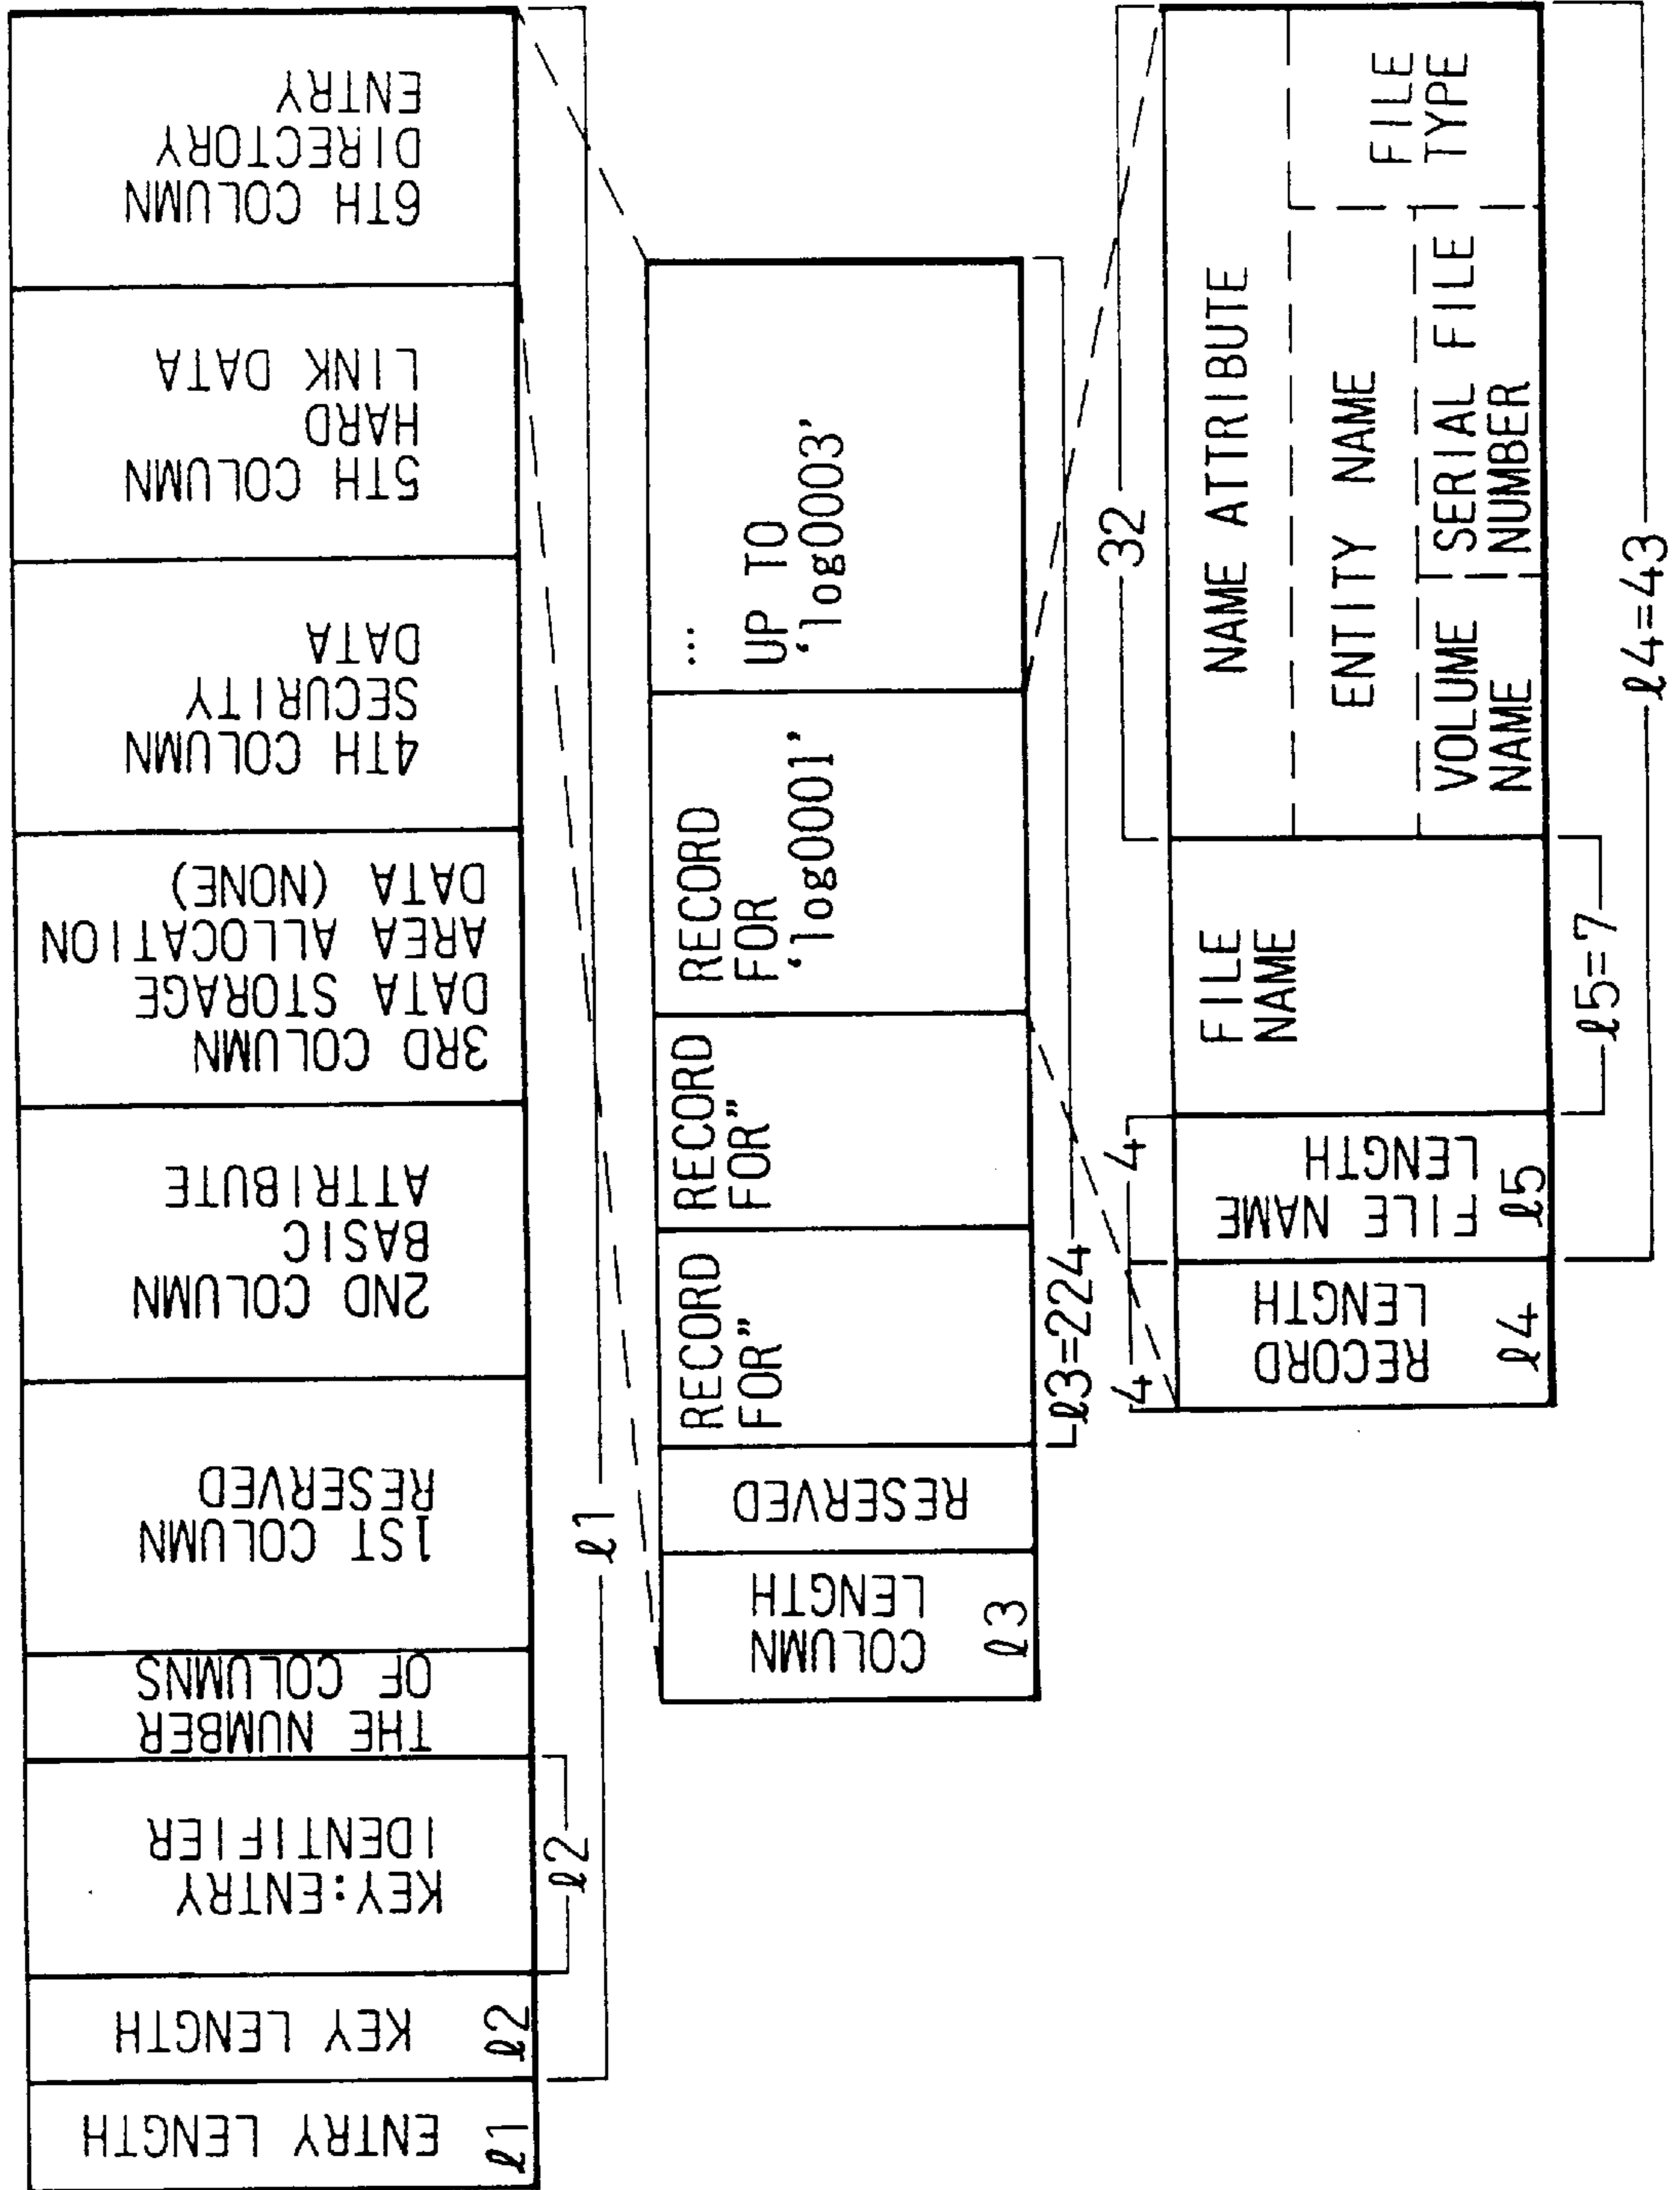 ENTRY LENGTH
ℓ1
KEY LENGTH
ℓ2
KEY:ENTRY
IDENTIFIER
THE NUMBER
OF COLUMNS
1ST COLUMN
RESERVED
2ND COLUMN
BASIC
ATTRIBUTE
3RD COLUMN
DATA STORAGE
AREA ALLOCATION
DATA (NONE)
4TH COLUMN
SECURITY
DATA
5TH COLUMN
HARD
LINK DATA
6TH COLUMN
DIRECTORY
ENTRY
ℓ2
ℓ1
COLUMN
LENGTH
ℓ3
RESERVED
RECORD
FOR”
RECORD
FOR”
RECORD
FOR
‘log0001’
...
UP TO
‘log0003’
ℓ3=224
4
4
32
RECORD
LENGTH
ℓ4
FILE NAME
LENGTH
ℓ5
FILE
NAME
NAME ATTRIBUTE
ENTITY NAME
FILE
TYPE
VOLUME
NAME
SERIAL FILE
NUMBER
ℓ5=7
ℓ4=43